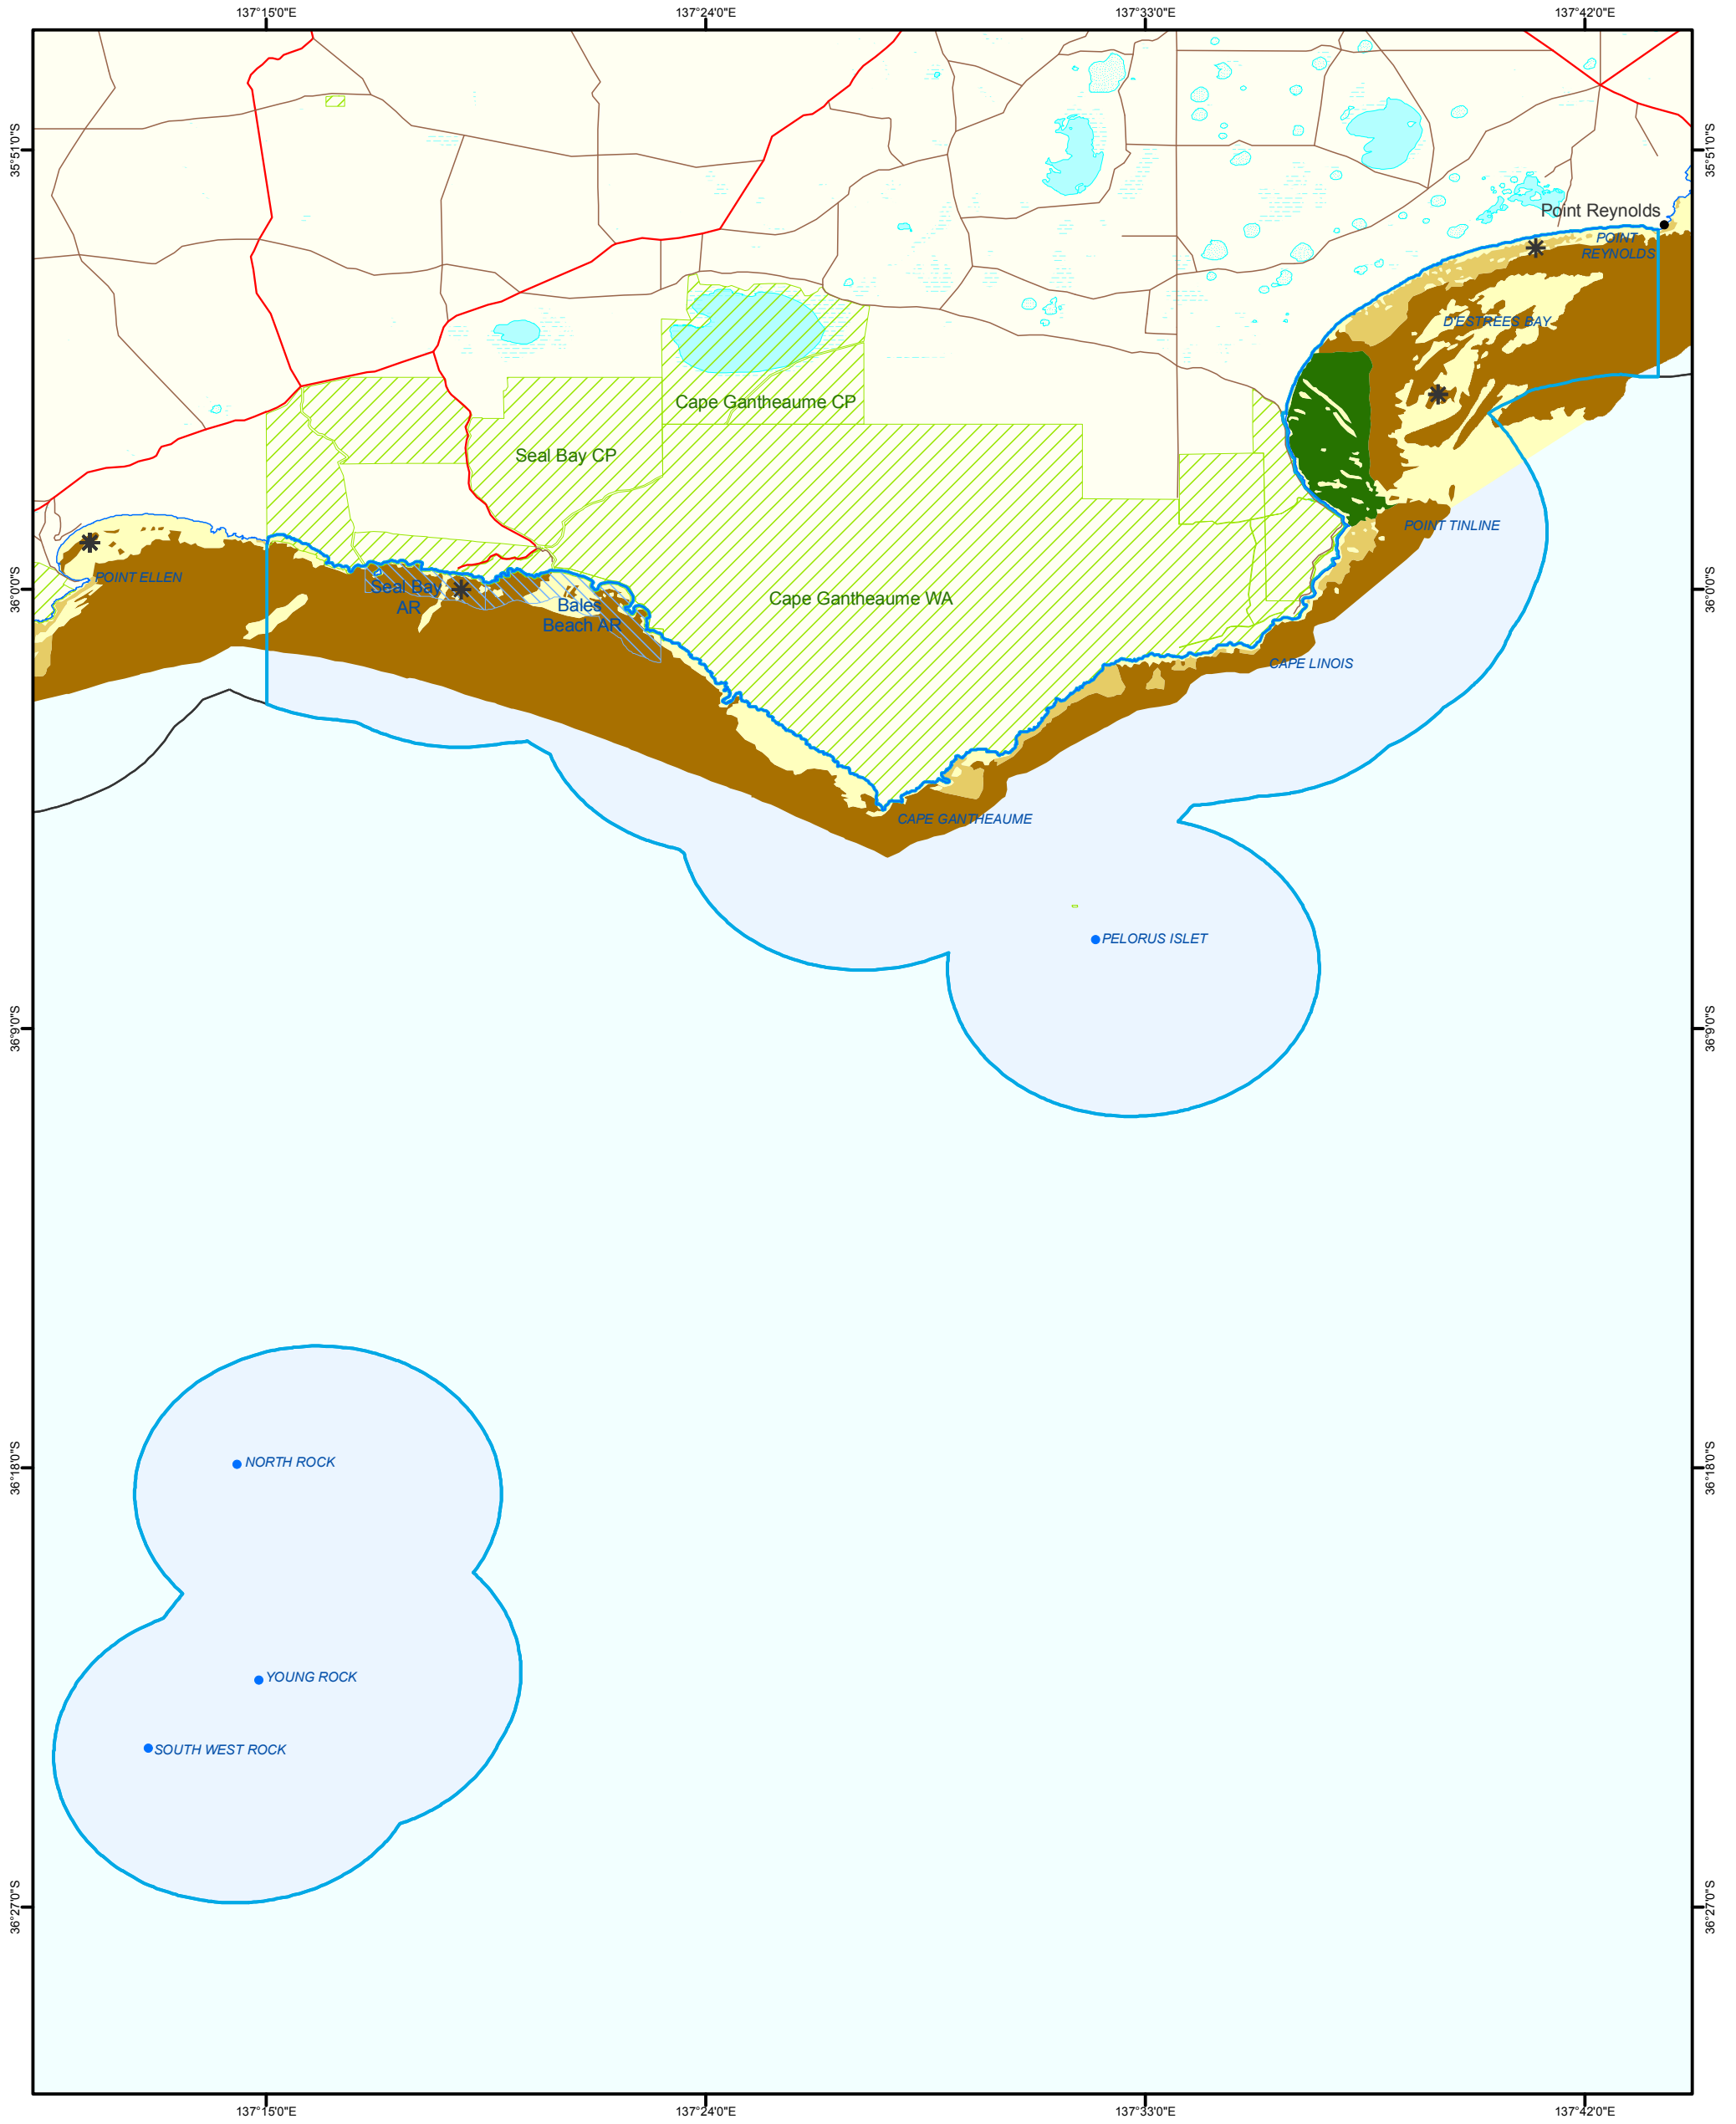 137°15'0"E
137°24'0"E
137°33'0"E
137°42'0"E
35°51'0"S
35°51'0"S
Point Reynolds
POINT
REYNOLDS
D'ESTREES BAY
Cape Gantheaume CP
Seal Bay CP
POINT TINLINE
POINT ELLEN
36°0'0"S
36°0'0"S
Seal Bay
AR
Bales
Beach AR
Cape Gantheaume WA
CAPE LINOIS
CAPE GANTHEAUME
PELORUS ISLET
36°9'0"S
36°9'0"S
NORTH ROCK
36°18'0"S
36°18'0"S
YOUNG ROCK
SOUTH WEST ROCK
36°27'0"S
36°27'0"S
137°15'0"E
137°24'0"E
137°33'0"E
137°42'0"E